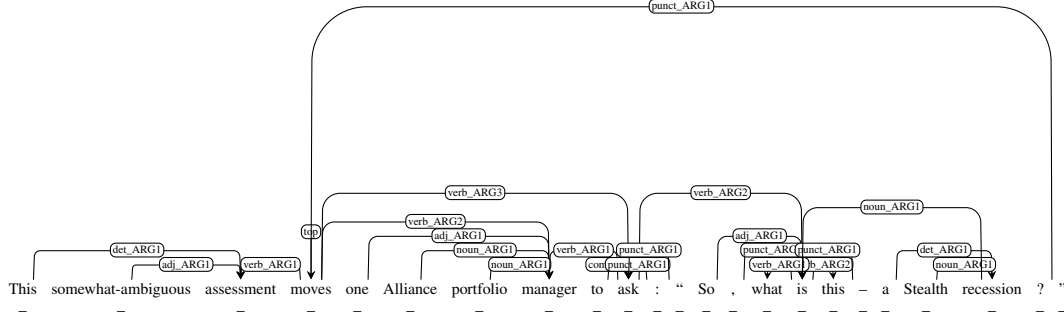 punct_ARG1
verb_ARG3 verb_ARG2
noun_ARG1
verb_ARG2
top adj_ARG1 adj_ARG1
det_ARG1 noun_ARG1 verb_ARG1 punct_ARG1 punct_ARG1 det_ARG1
adj_ARG1 verb_ARG1 noun_ARG1 punct_ARG1 verb_ARG1 noun_ARG1
This somewhat-ambiguous assessment moves one Alliance portfolio manager to ask : “ So , what is this – a Stealth recession ? ”
_ _ _ _ _ _ _ _ _ _ _ _ _ _ _ _ _ _ _ _ _ _ _